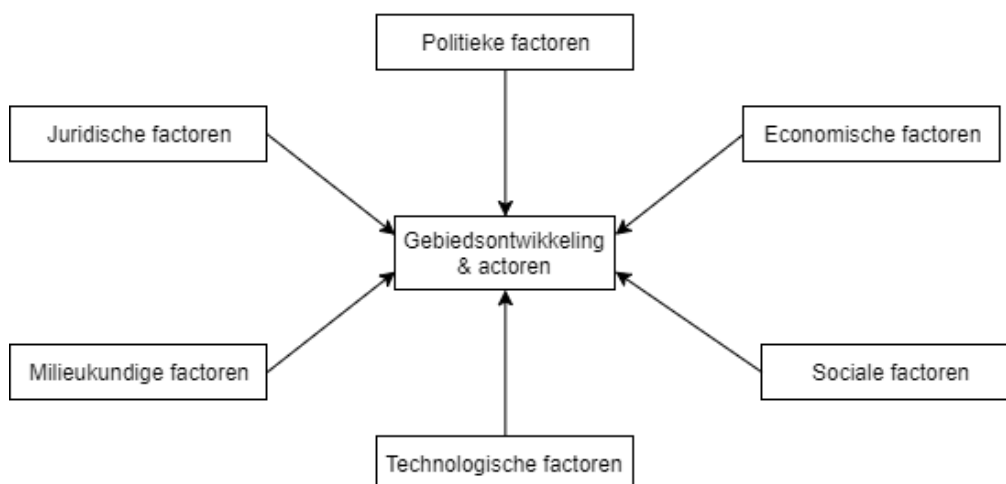 Politieke factoren
Juridische factoren
Economische factoren
Gebiedsontwikkeling
& actoren
Milieukundige factoren
Sociale factoren
Technologische factoren